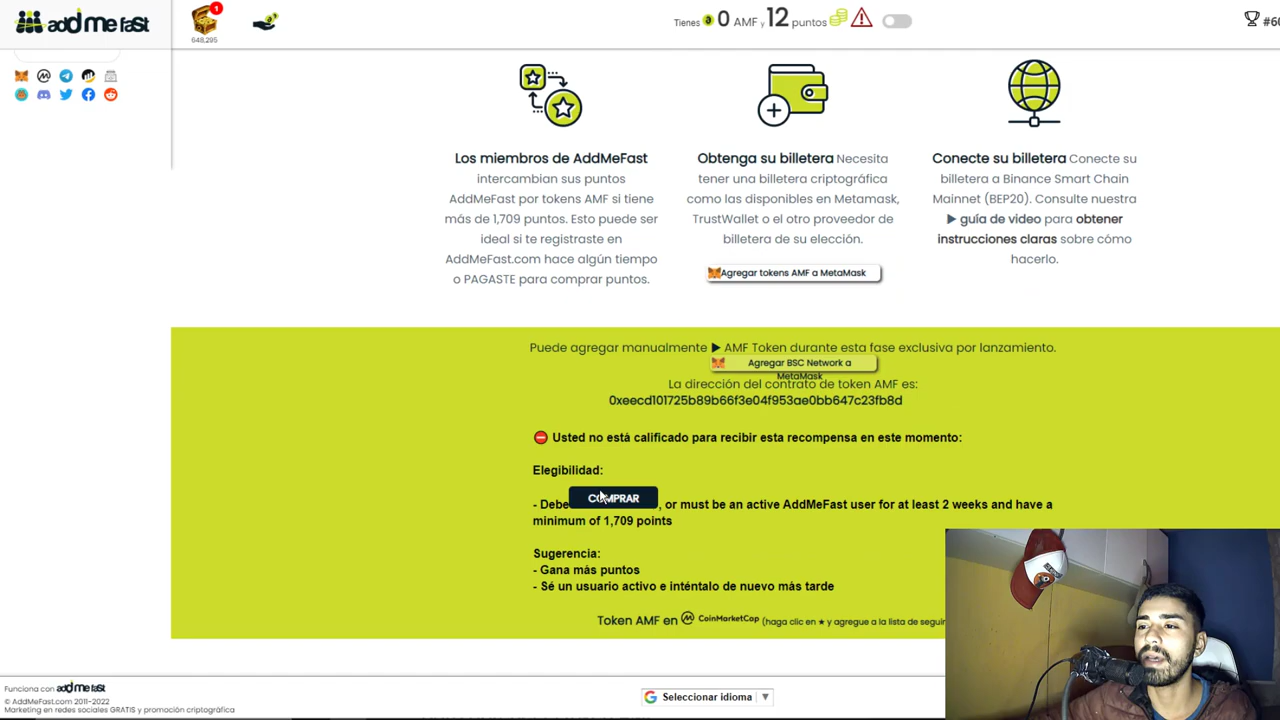 addmefast
1
648,295
Tienes 0 AMF y 12 puntos
#60
Los miembros de AddMeFast
intercambian sus puntos
AddMeFast por tokens AMF si tiene
más de 1,709 puntos. Esto puede ser
ideal si te registraste en
AddMeFast.com hace algún tiempo
o PAGASTE para comprar puntos.
Obtenga su billetera Necesita
tener una billetera criptográfica
como las disponibles en Metamask,
TrustWallet o el otro proveedor de
billetera de su elección.
Agregar tokens AMF a MetaMask
Conecte su billetera Conecte su
billetera a Binance Smart Chain
Mainnet (BEP20). Consulte nuestra
▶ guía de video para obtener
instrucciones claras sobre cómo
hacerlo.
Puede agregar manualmente ▶ AMF Token durante esta fase exclusiva por lanzamiento.
Agregar BSC Network a
MetaMask
La dirección del contrato de token AMF es:
0xeecd101725b89b66f3e04f953ae0bb647c23fb8d
Usted no está calificado para recibir esta recompensa en este momento:
Elegibilidad:
- Debe COMPRAR, or must be an active AddMeFast user for at least 2 weeks and have a
minimum of 1,709 points
Sugerencia:
- Gana más puntos
- Sé un usuario activo e inténtalo de nuevo más tarde
Token AMF en CoinMarketCap (haga clic en ★ y agregue a la lista de
Funciona con addmefast
© AddMeFast.com 2011-2022
Marketing en redes sociales GRATIS y promoción criptográfica
Seleccionar idioma ▼